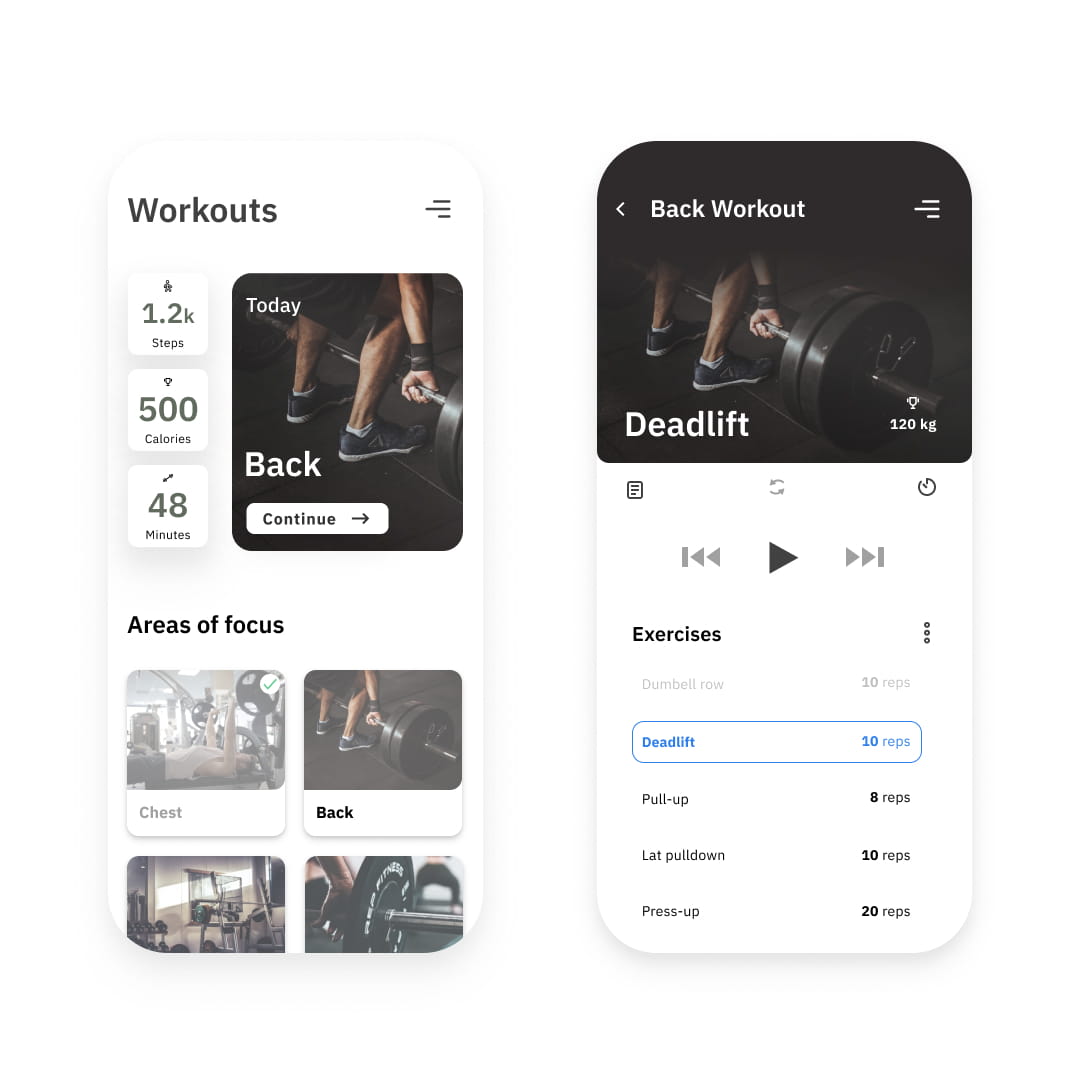 Workouts
1.2k
Steps
500
Calories
48
Minutes
Today
Back
Continue
Areas of focus
Chest
Back
FITNESS
Back Workout
Deadlift
120 kg
Exercises
Dumbell row 10 reps
Deadlift 10 reps
Pull-up 8 reps
Lat pulldown 10 reps
Press-up 20 reps